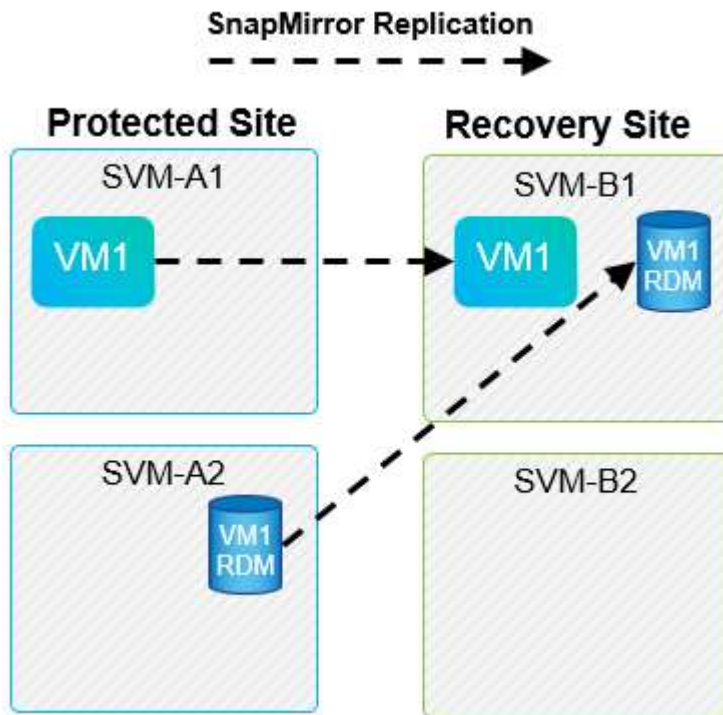 SnapMirror Replication
Protected Site
Recovery Site
SVM-A1
SVM-B1
VM1
VM1
VM1
RDM
SVM-A2
SVM-B2
VM1
RDM